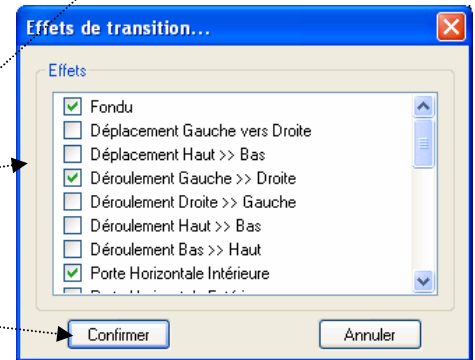 Effets de transition...
Effets
Fondu
Déplacement Gauche vers Droite
Déplacement Haut >> Bas
Déroulement Gauche >> Droite
Déroulement Droite >> Gauche
Déroulement Haut >> Bas
Déroulement Bas >> Haut
Porte Horizontale Intérieure
Confirmer
Annuler